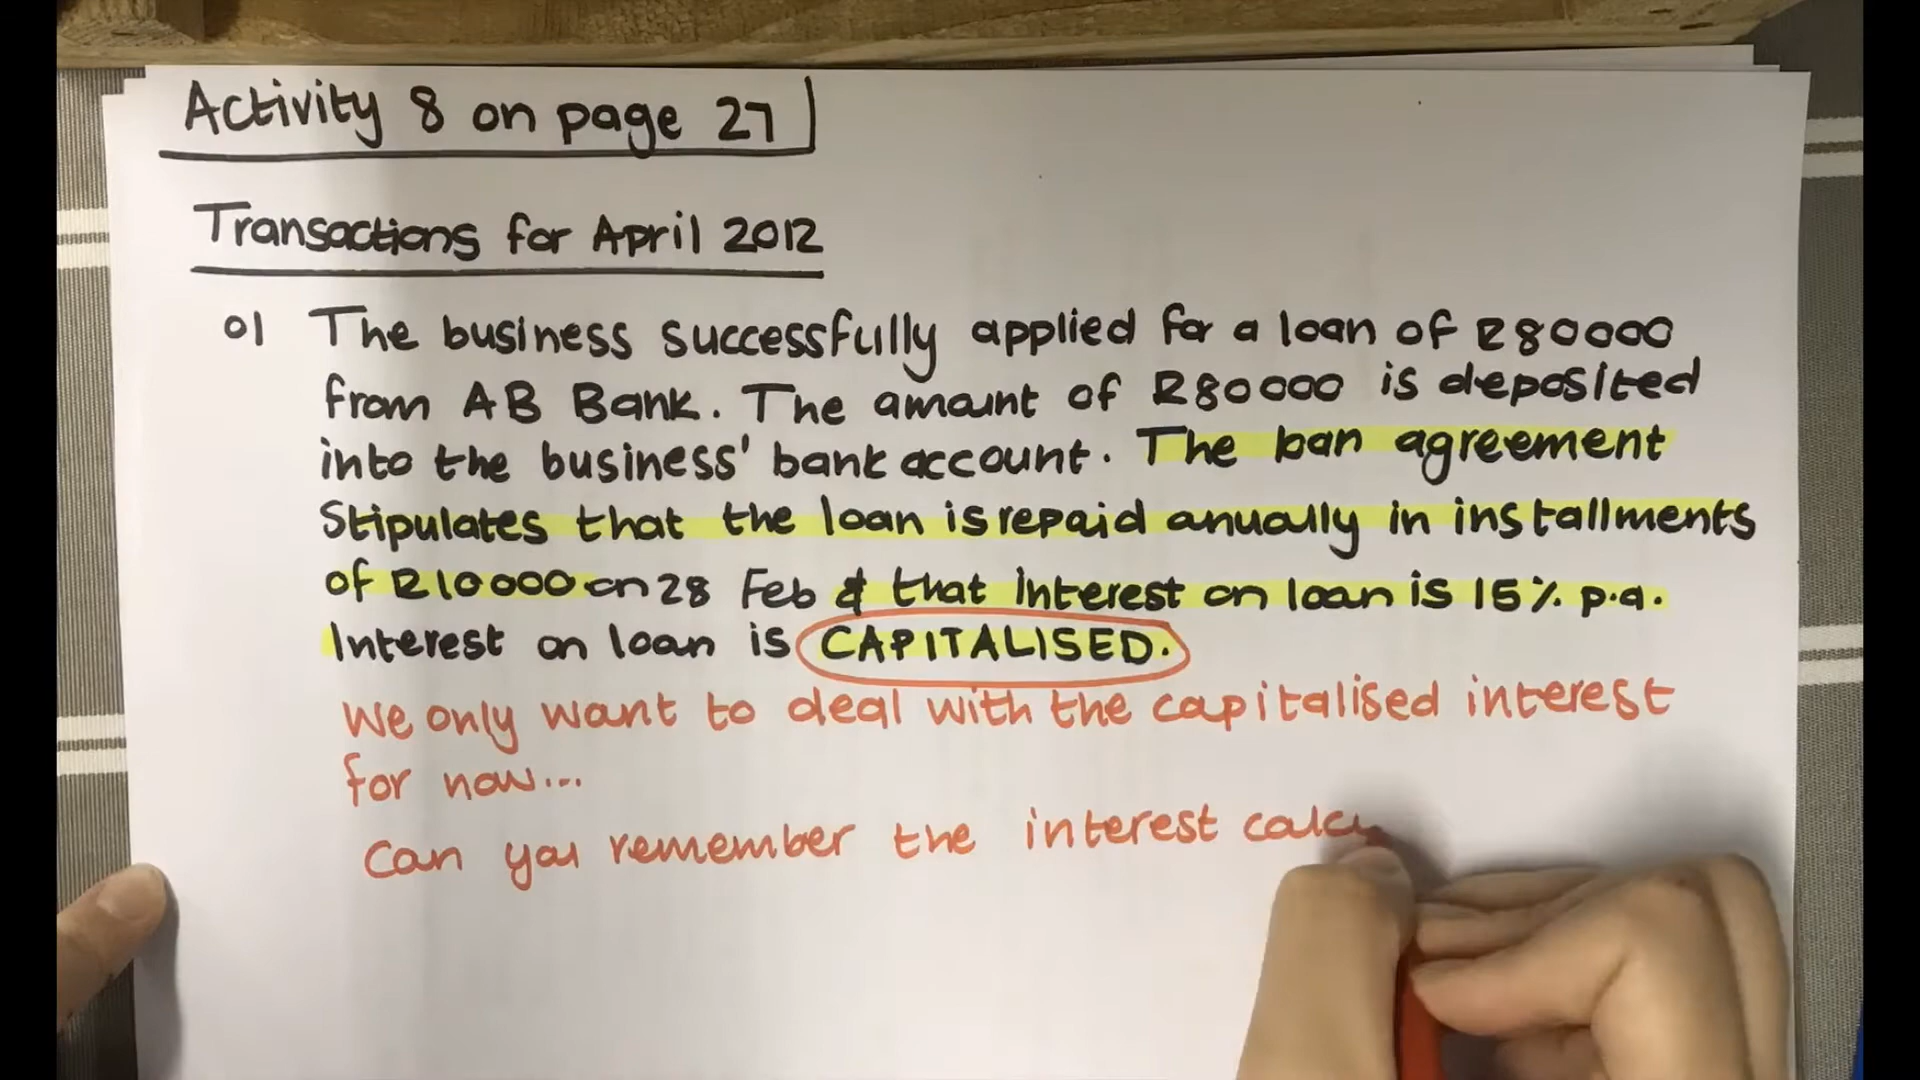 Activity 8 on page 27
Transactions for April 2012
01 The business successfully applied for a loan of R80000
from AB Bank. The amount of R80000 is deposited
into the business' bank account. The loan agreement
Stipulates that the loan is repaid anually in installments
of R10000 on 28 Feb & that interest on loan is 15% p.a.
Interest on loan is CAPITALISED.
We only want to deal with the capitalised interest
for now...
Can you remember the interest calcu